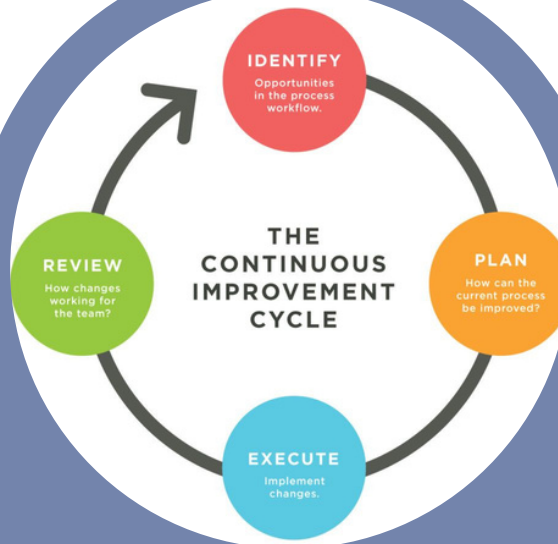 IDENTIFY
Opportunities
in the process
workflow.
THE
CONTINUOUS
IMPROVEMENT
CYCLE
PLAN
How can the
current process
be improved?
EXECUTE
Implement
changes.
REVIEW
How changes
working for
the team?